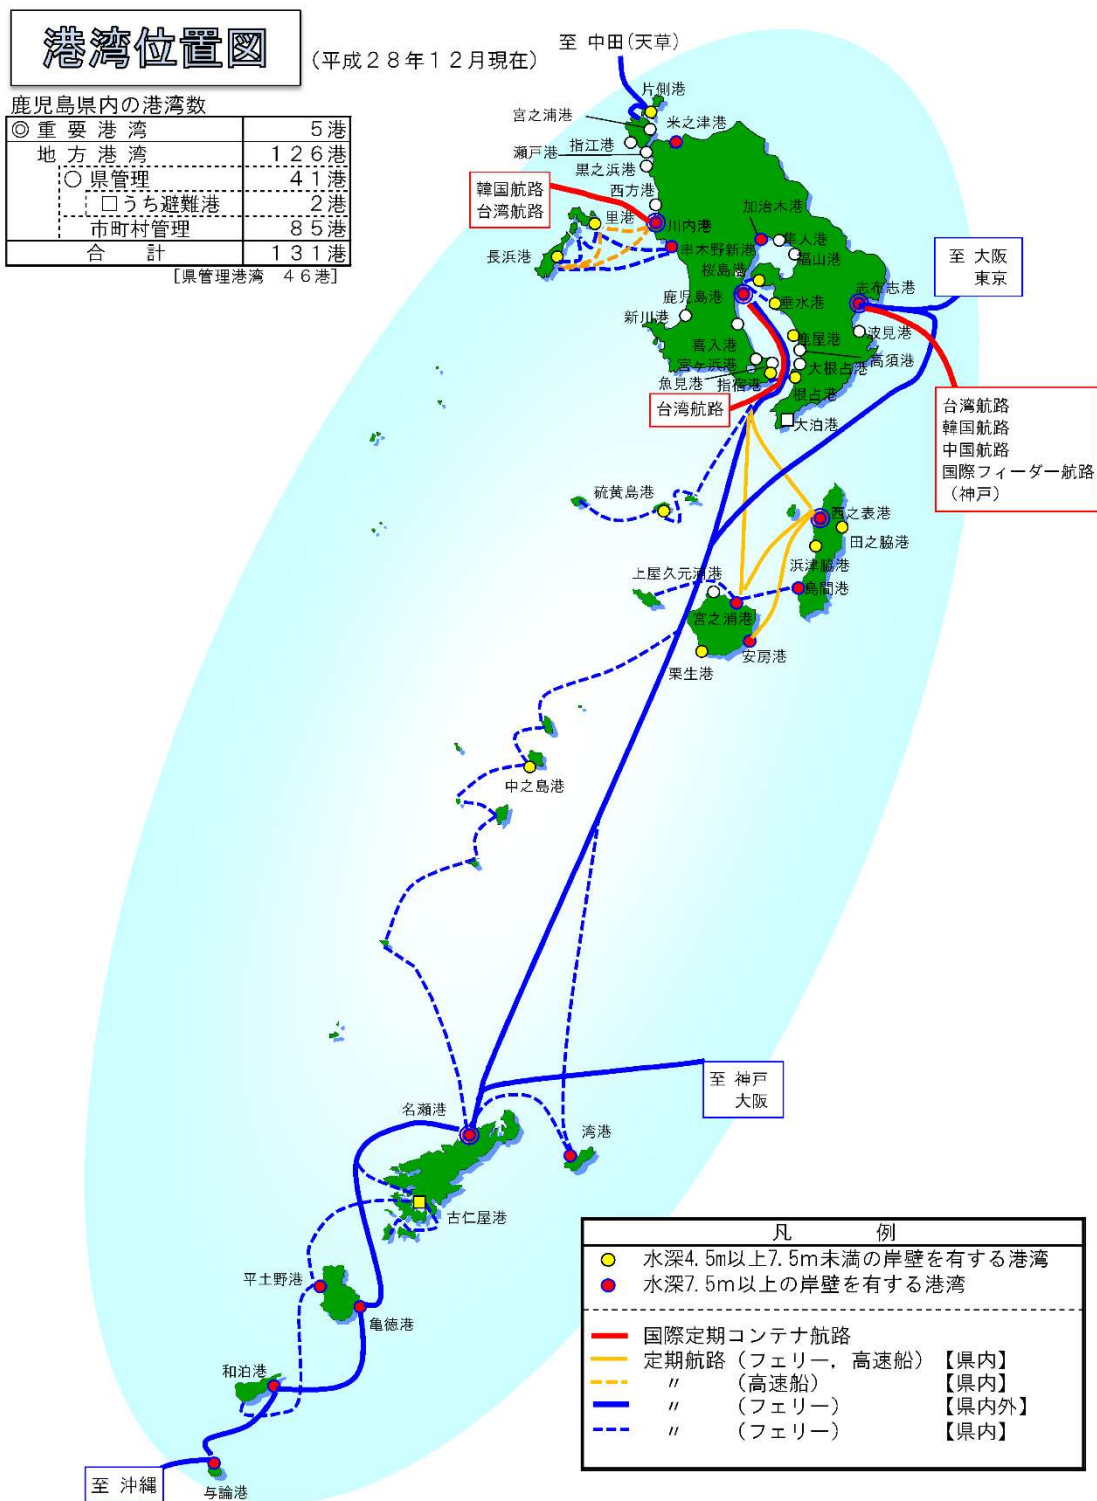 港湾位置図
(平成28年12月現在)
鹿児島県内の港湾数
◎重要港湾 5港
地方港湾 126港
○県管理 41港
□うち避難港 2港
市町村管理 85港
合計 131港
[県管理港湾 46港]
至 中田(天草)
片側港
宮之浦港
米之津港
指江港
瀬戸港
黒之浜港
西方港
韓国航路
台湾航路
里港
川内港
加治木港
長浜港
串木野新港
隼人港
福山港
桜島港
至 大阪
東京
鹿児島港
垂水港
志布志港
新川港
喜入港
鹿屋港
波見港
高須港
宮ヶ浜港
大根占港
魚見港
指宿港
根占港
台湾航路
大泊港
台湾航路
韓国航路
中国航路
国際フィーダー航路
(神戸)
硫黄島港
西之表港
田之脇港
浜津脇港
上屋久元浦港
島間港
宮之浦港
安房港
栗生港
中之島港
至 神戸
大阪
名瀬港
湾港
古仁屋港
平土野港
亀徳港
和泊港
至 沖縄
与論港
凡例
水深4.5m以上7.5m未満の岸壁を有する港湾
水深7.5m以上の岸壁を有する港湾
国際定期コンテナ航路
定期航路(フェリー,高速船)【県内】
〃 (高速船) 【県内】
〃 (フェリー) 【県内外】
〃 (フェリー) 【県内】